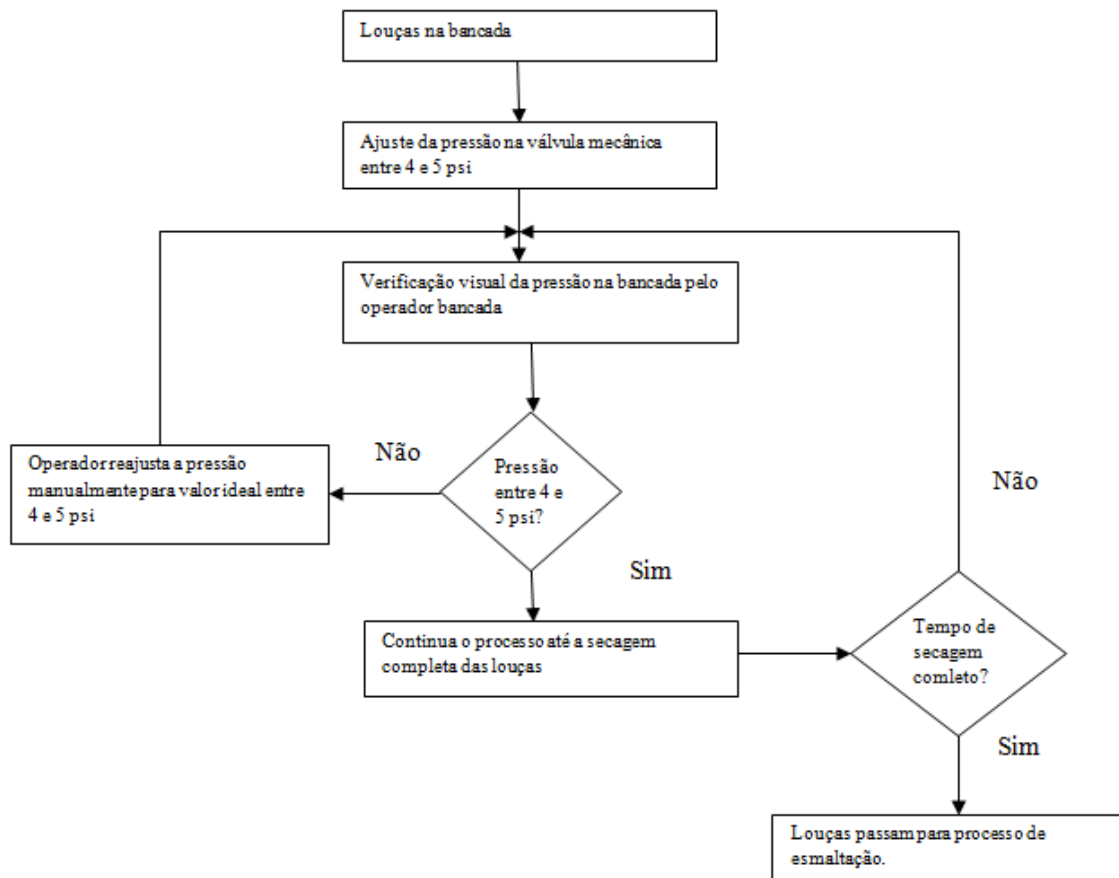 Louças na bancada
Ajuste da pressão na válvula mecânica
entre 4 e 5 psi
Verificação visual da pressão na bancada pelo
operador bancada
Não
Operador reajusta a pressão
manualmente para valor ideal entre
4 e 5 psi
Pressão
entre 4 e
5 psi?
Não
Sim
Continua o processo até a secagem
completa das louças
Tempo de
secagem
comleto?
Sim
Louças passam para processo de
esmaltação.